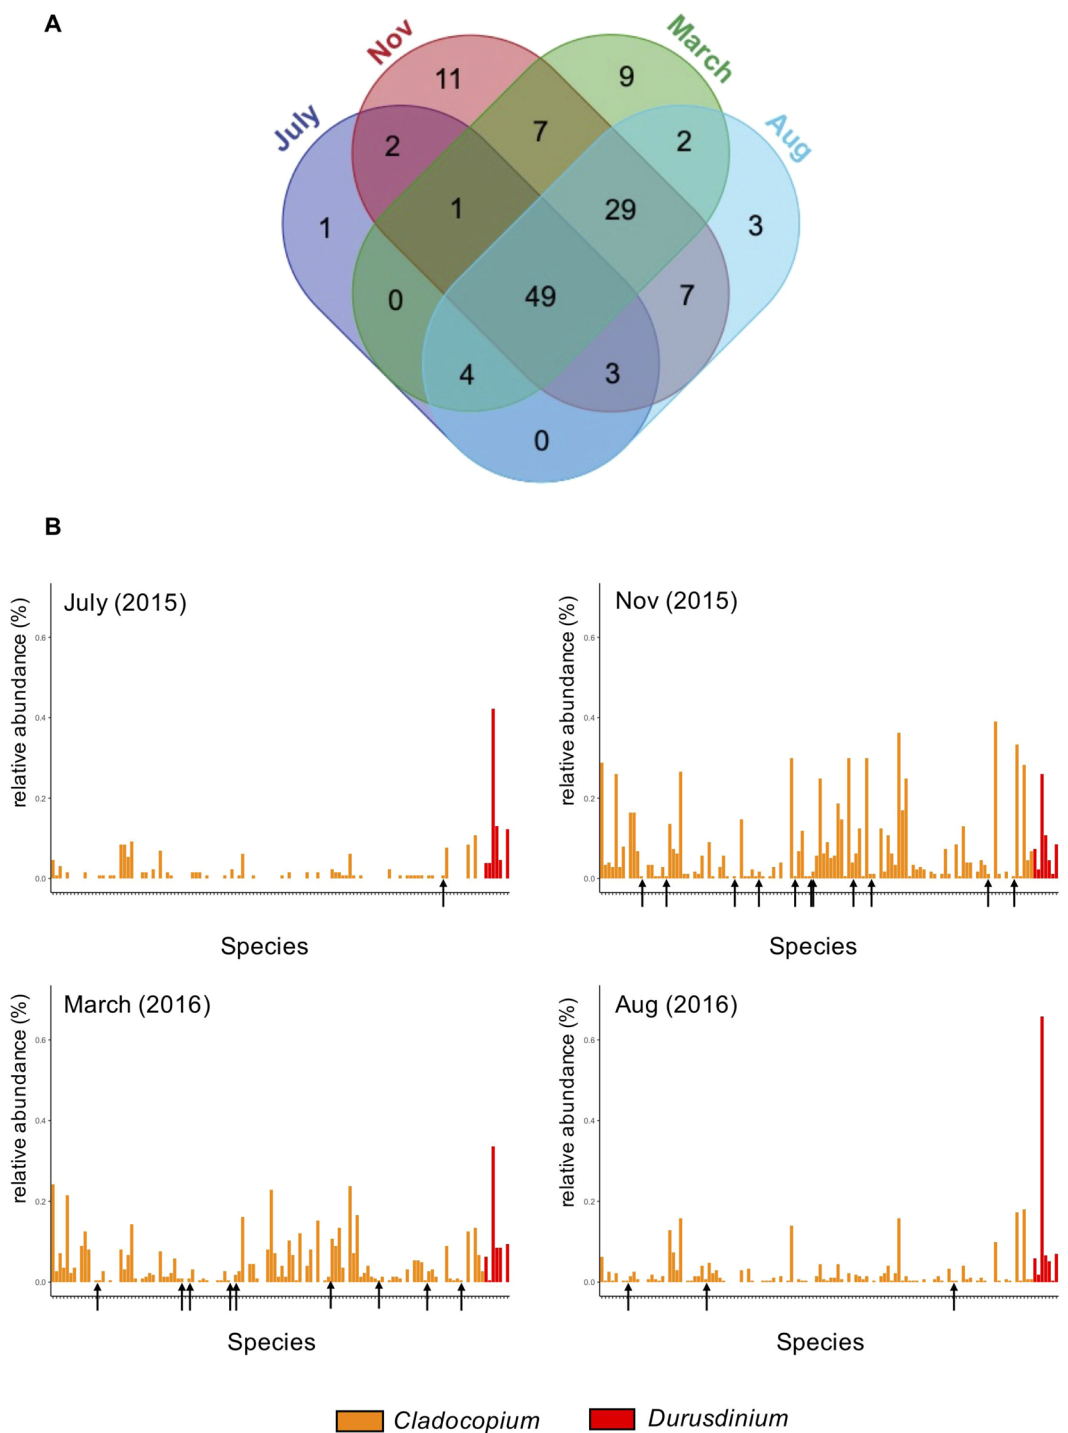 A
Nov
March
July
Aug
11
9
2
7
2
1
1
29
3
0
49
7
4
3
0
B
July (2015)
relative abundance (%)
0.6
0.4
0.2
0.0
Species
Nov (2015)
relative abundance (%)
0.6
0.4
0.2
0.0
Species
March (2016)
relative abundance (%)
0.6
0.4
0.2
0.0
Species
Aug (2016)
relative abundance (%)
0.6
0.4
0.2
0.0
Species
Cladocopium
Durusdinium